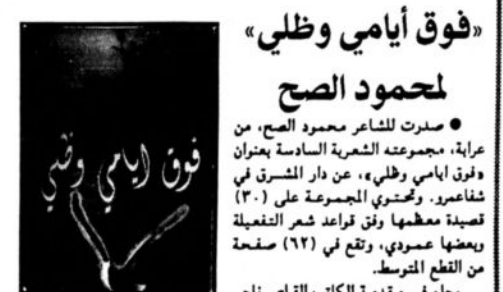 «فوق أيامي وظلي»
لمحمود الصح
● صدرت للشاعر محمود الصح، من
عرابة، مجموعته الشعرية السادسة بعنوان
«فوق ايامي وظلي»، عن دار المشرق في
شفاعمرو. وتحتوي المجموعة على (٣٠)
قصيدة معظمها وفق قواعد شعر التفعيلة
وبعضها عمودي، وتقع في (٦٢) صفحة
من القطع المتوسط.
فوق ايامي وظلي